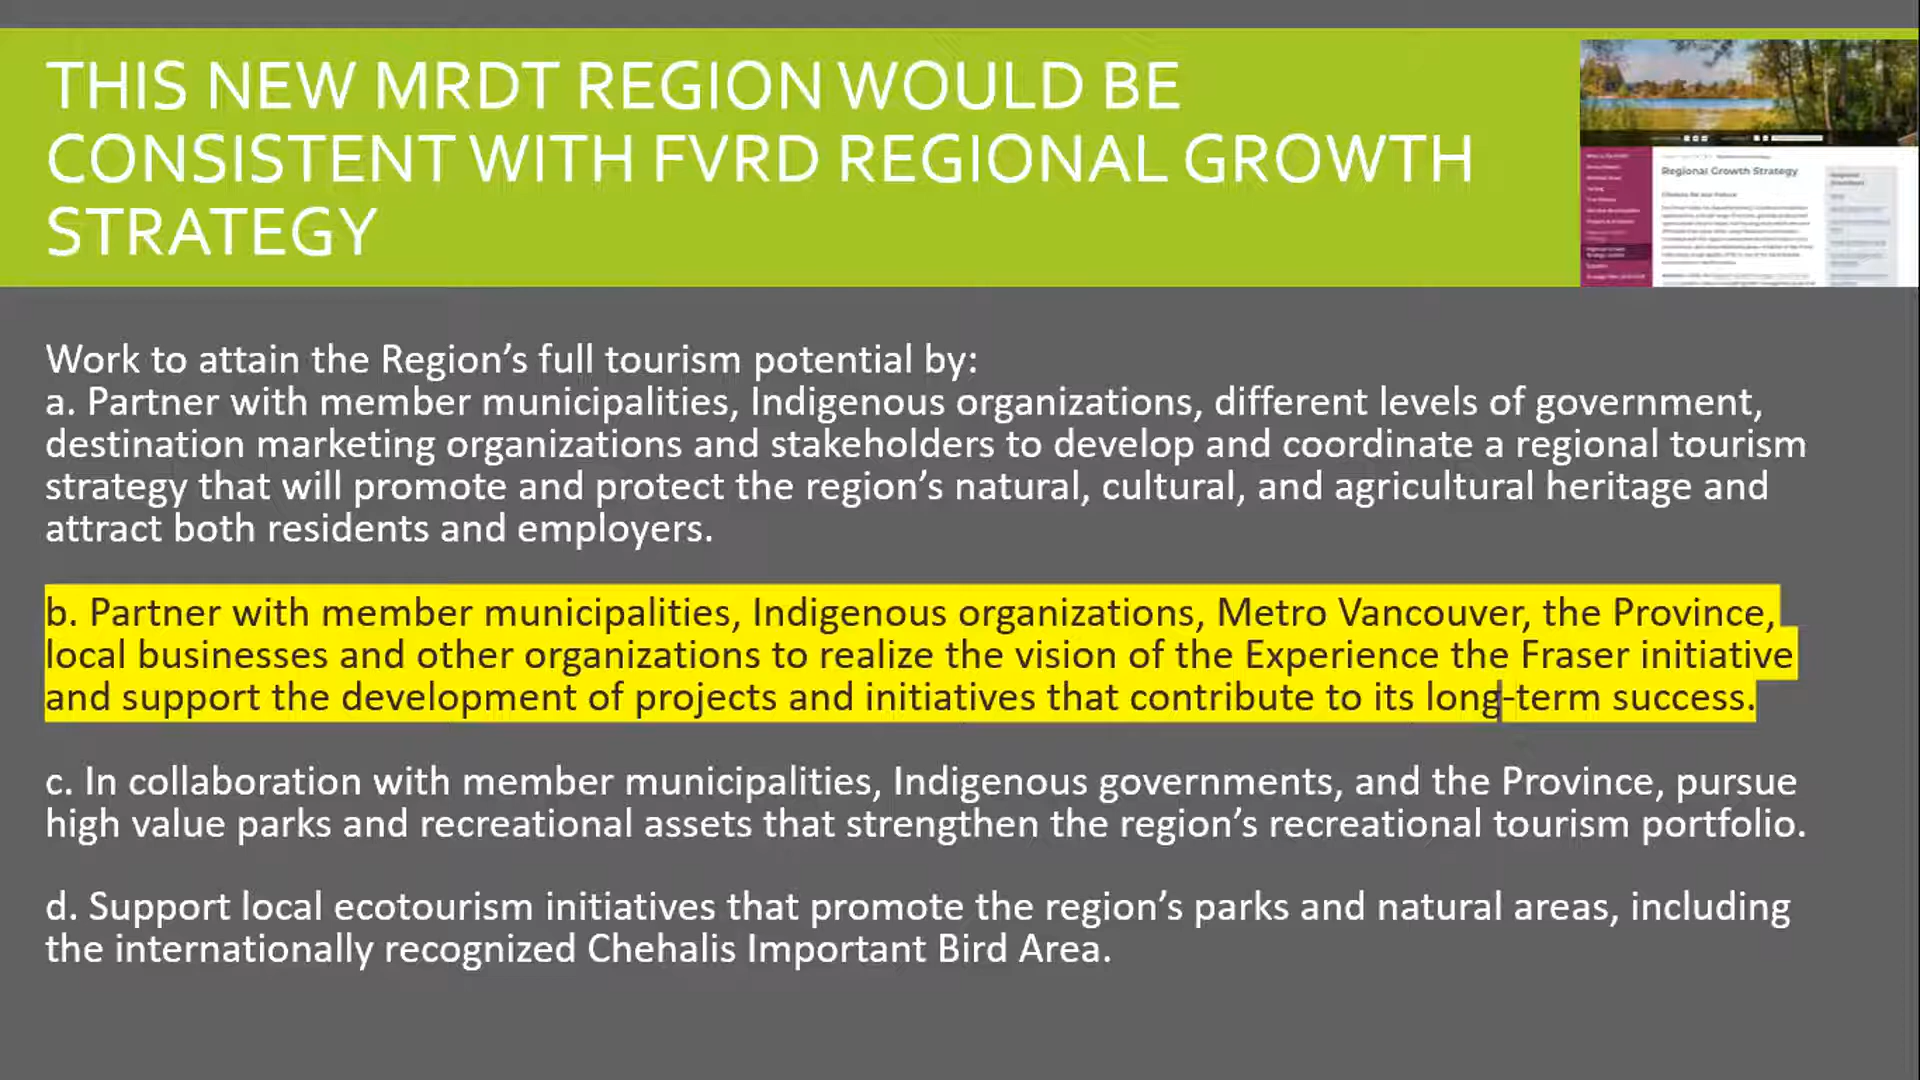 THIS NEW MRDT REGION WOULD BE
CONSISTENT WITH FVRD REGIONAL GROWTH
STRATEGY
Regional Growth Strategy
Work to attain the Region’s full tourism potential by:
a. Partner with member municipalities, Indigenous organizations, different levels of government,
destination marketing organizations and stakeholders to develop and coordinate a regional tourism
strategy that will promote and protect the region’s natural, cultural, and agricultural heritage and
attract both residents and employers.
b. Partner with member municipalities, Indigenous organizations, Metro Vancouver, the Province,
local businesses and other organizations to realize the vision of the Experience the Fraser initiative
and support the development of projects and initiatives that contribute to its long-term success.
c. In collaboration with member municipalities, Indigenous governments, and the Province, pursue
high value parks and recreational assets that strengthen the region’s recreational tourism portfolio.
d. Support local ecotourism initiatives that promote the region’s parks and natural areas, including
the internationally recognized Chehalis Important Bird Area.